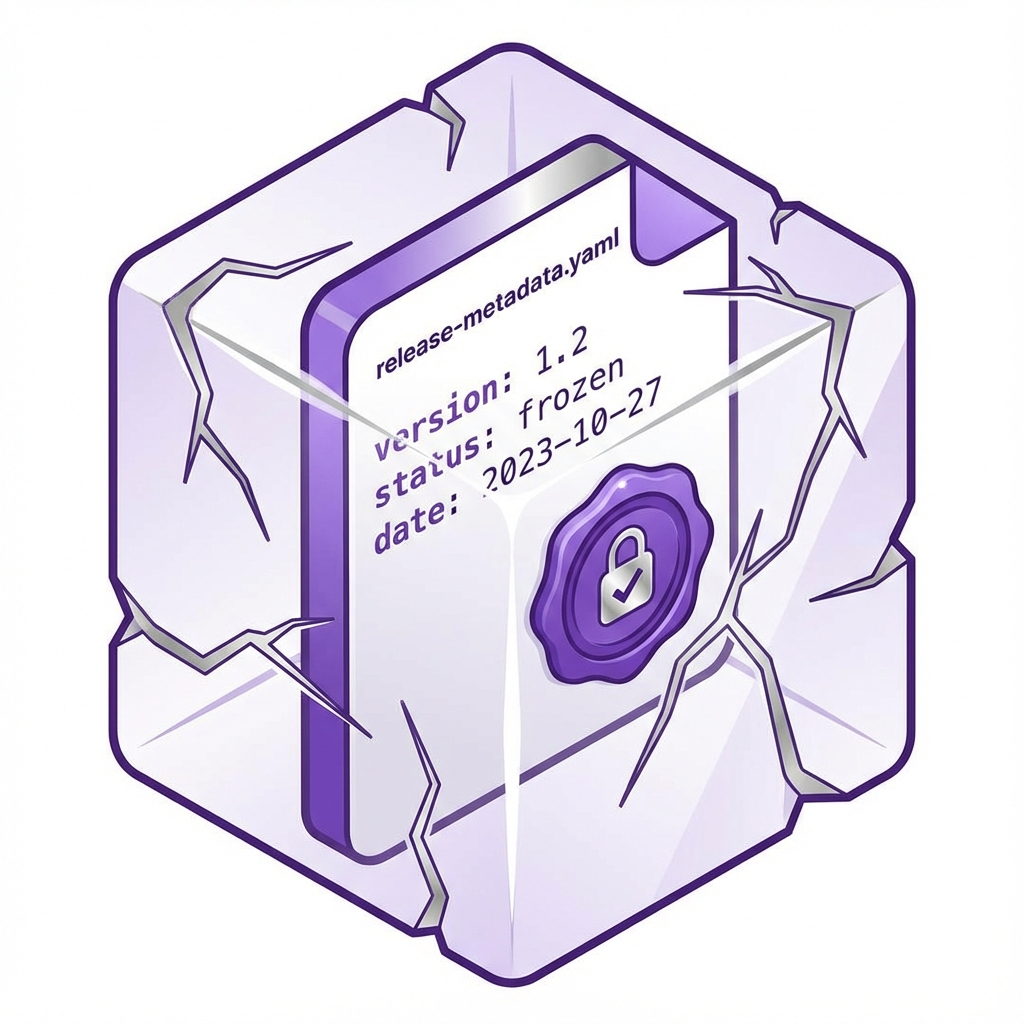 release-metadata.yaml
version: 1.2
status: frozen
date: 2023-10-27